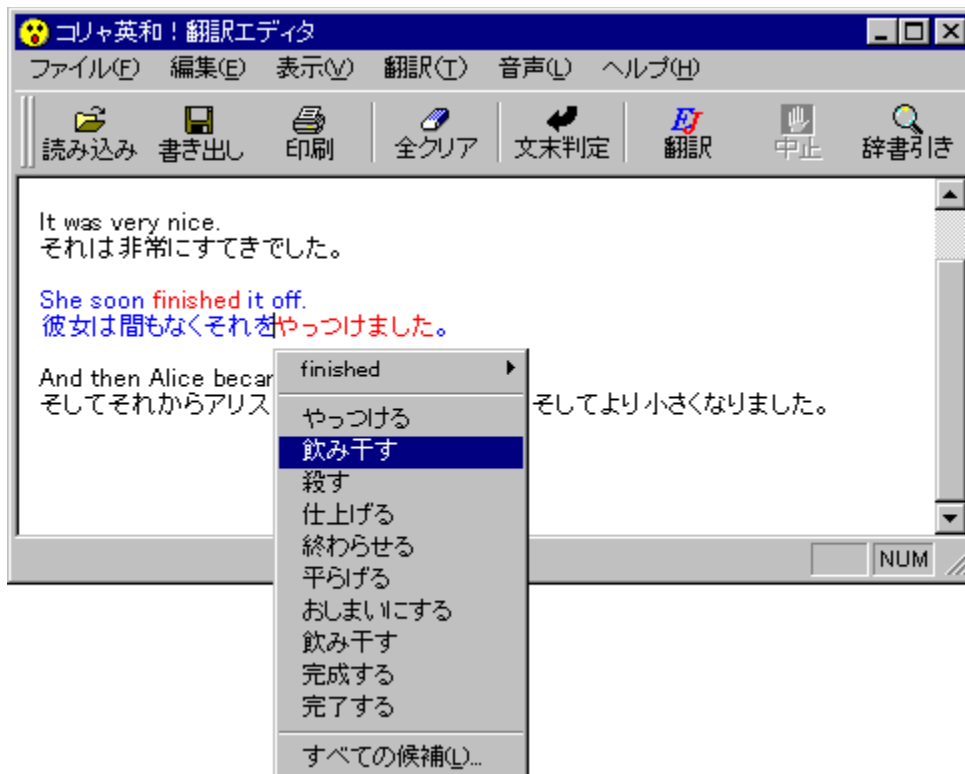 コリャ英和！翻訳エディタ
ファイル(F) 編集(E) 表示(V) 翻訳(T) 音声(L) ヘルプ(H)
読み込み 書き出し 印刷 全クリア 文末判定 EJ 翻訳 中止 辞書引き
It was very nice.
それは非常にすてきでした。
She soon finished it off.
彼女は間もなくそれをやっつけました。
And then Alice becar
そしてそれからアリス そしてより小さくなりました。
finished
やっつける
飲み干す
殺す
仕上げる
終わらせる
平らげる
おしまいにする
飲み干す
完成する
完了する
すべての候補(L)...
NUM